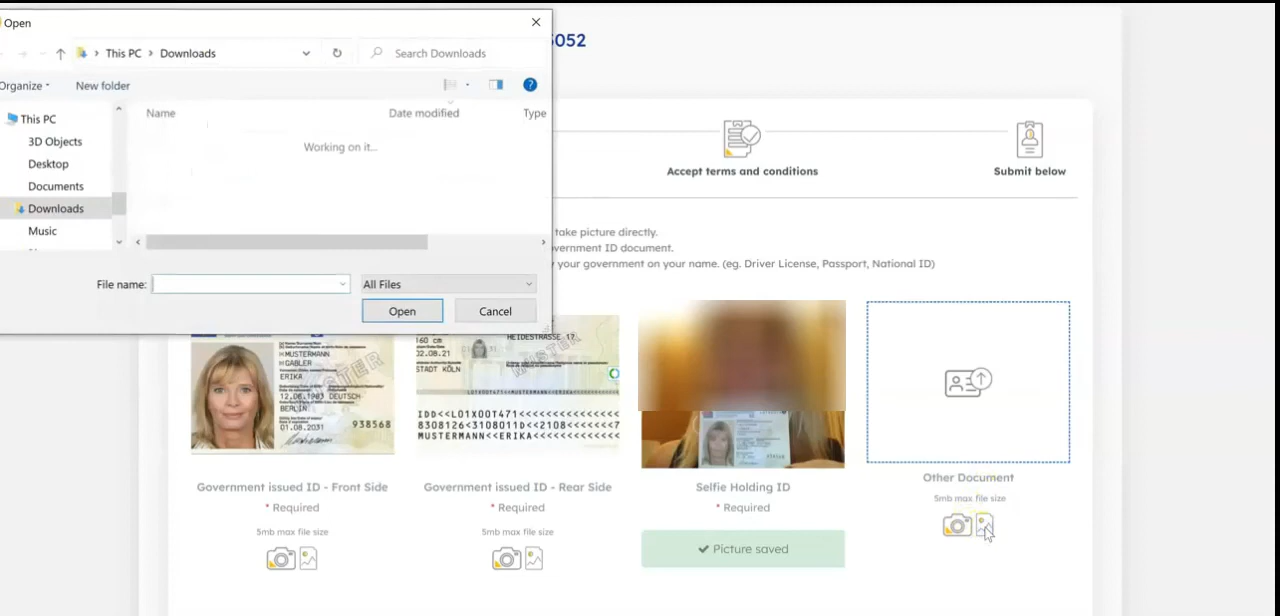 Open
5052
This PC > Downloads
Search Downloads
Organize
New folder
Name Date modified Type
Working on it...
This PC
3D Objects
Desktop
Documents
Downloads
Music
File name:
All Files
Open
Cancel
Accept terms and conditions
Submit below
take picture directly.
vernment ID document.
your government on your name. (eg. Driver License, Passport, National ID)
MUSTERMANN
GABLER
ERIKA
12.08.1983 DEUTSCH
BERLIN
01.08.2031
938568
MUSTER
160 cm
HEIDESTRASSE 17
02.08.21
STADT KÖLN
MUSTER
IDD<<L01X00T471<<<<<<<<<<<<<<<
8308126<3108011D<<2108<<<<<<<7
MUSTERMANN<<ERIKA<<<<<<<<<<<<<
Government issued ID - Front Side
* Required
5mb max file size
Government issued ID - Rear Side
* Required
5mb max file size
Selfie Holding ID
* Required
Picture saved
Other Document
5mb max file size